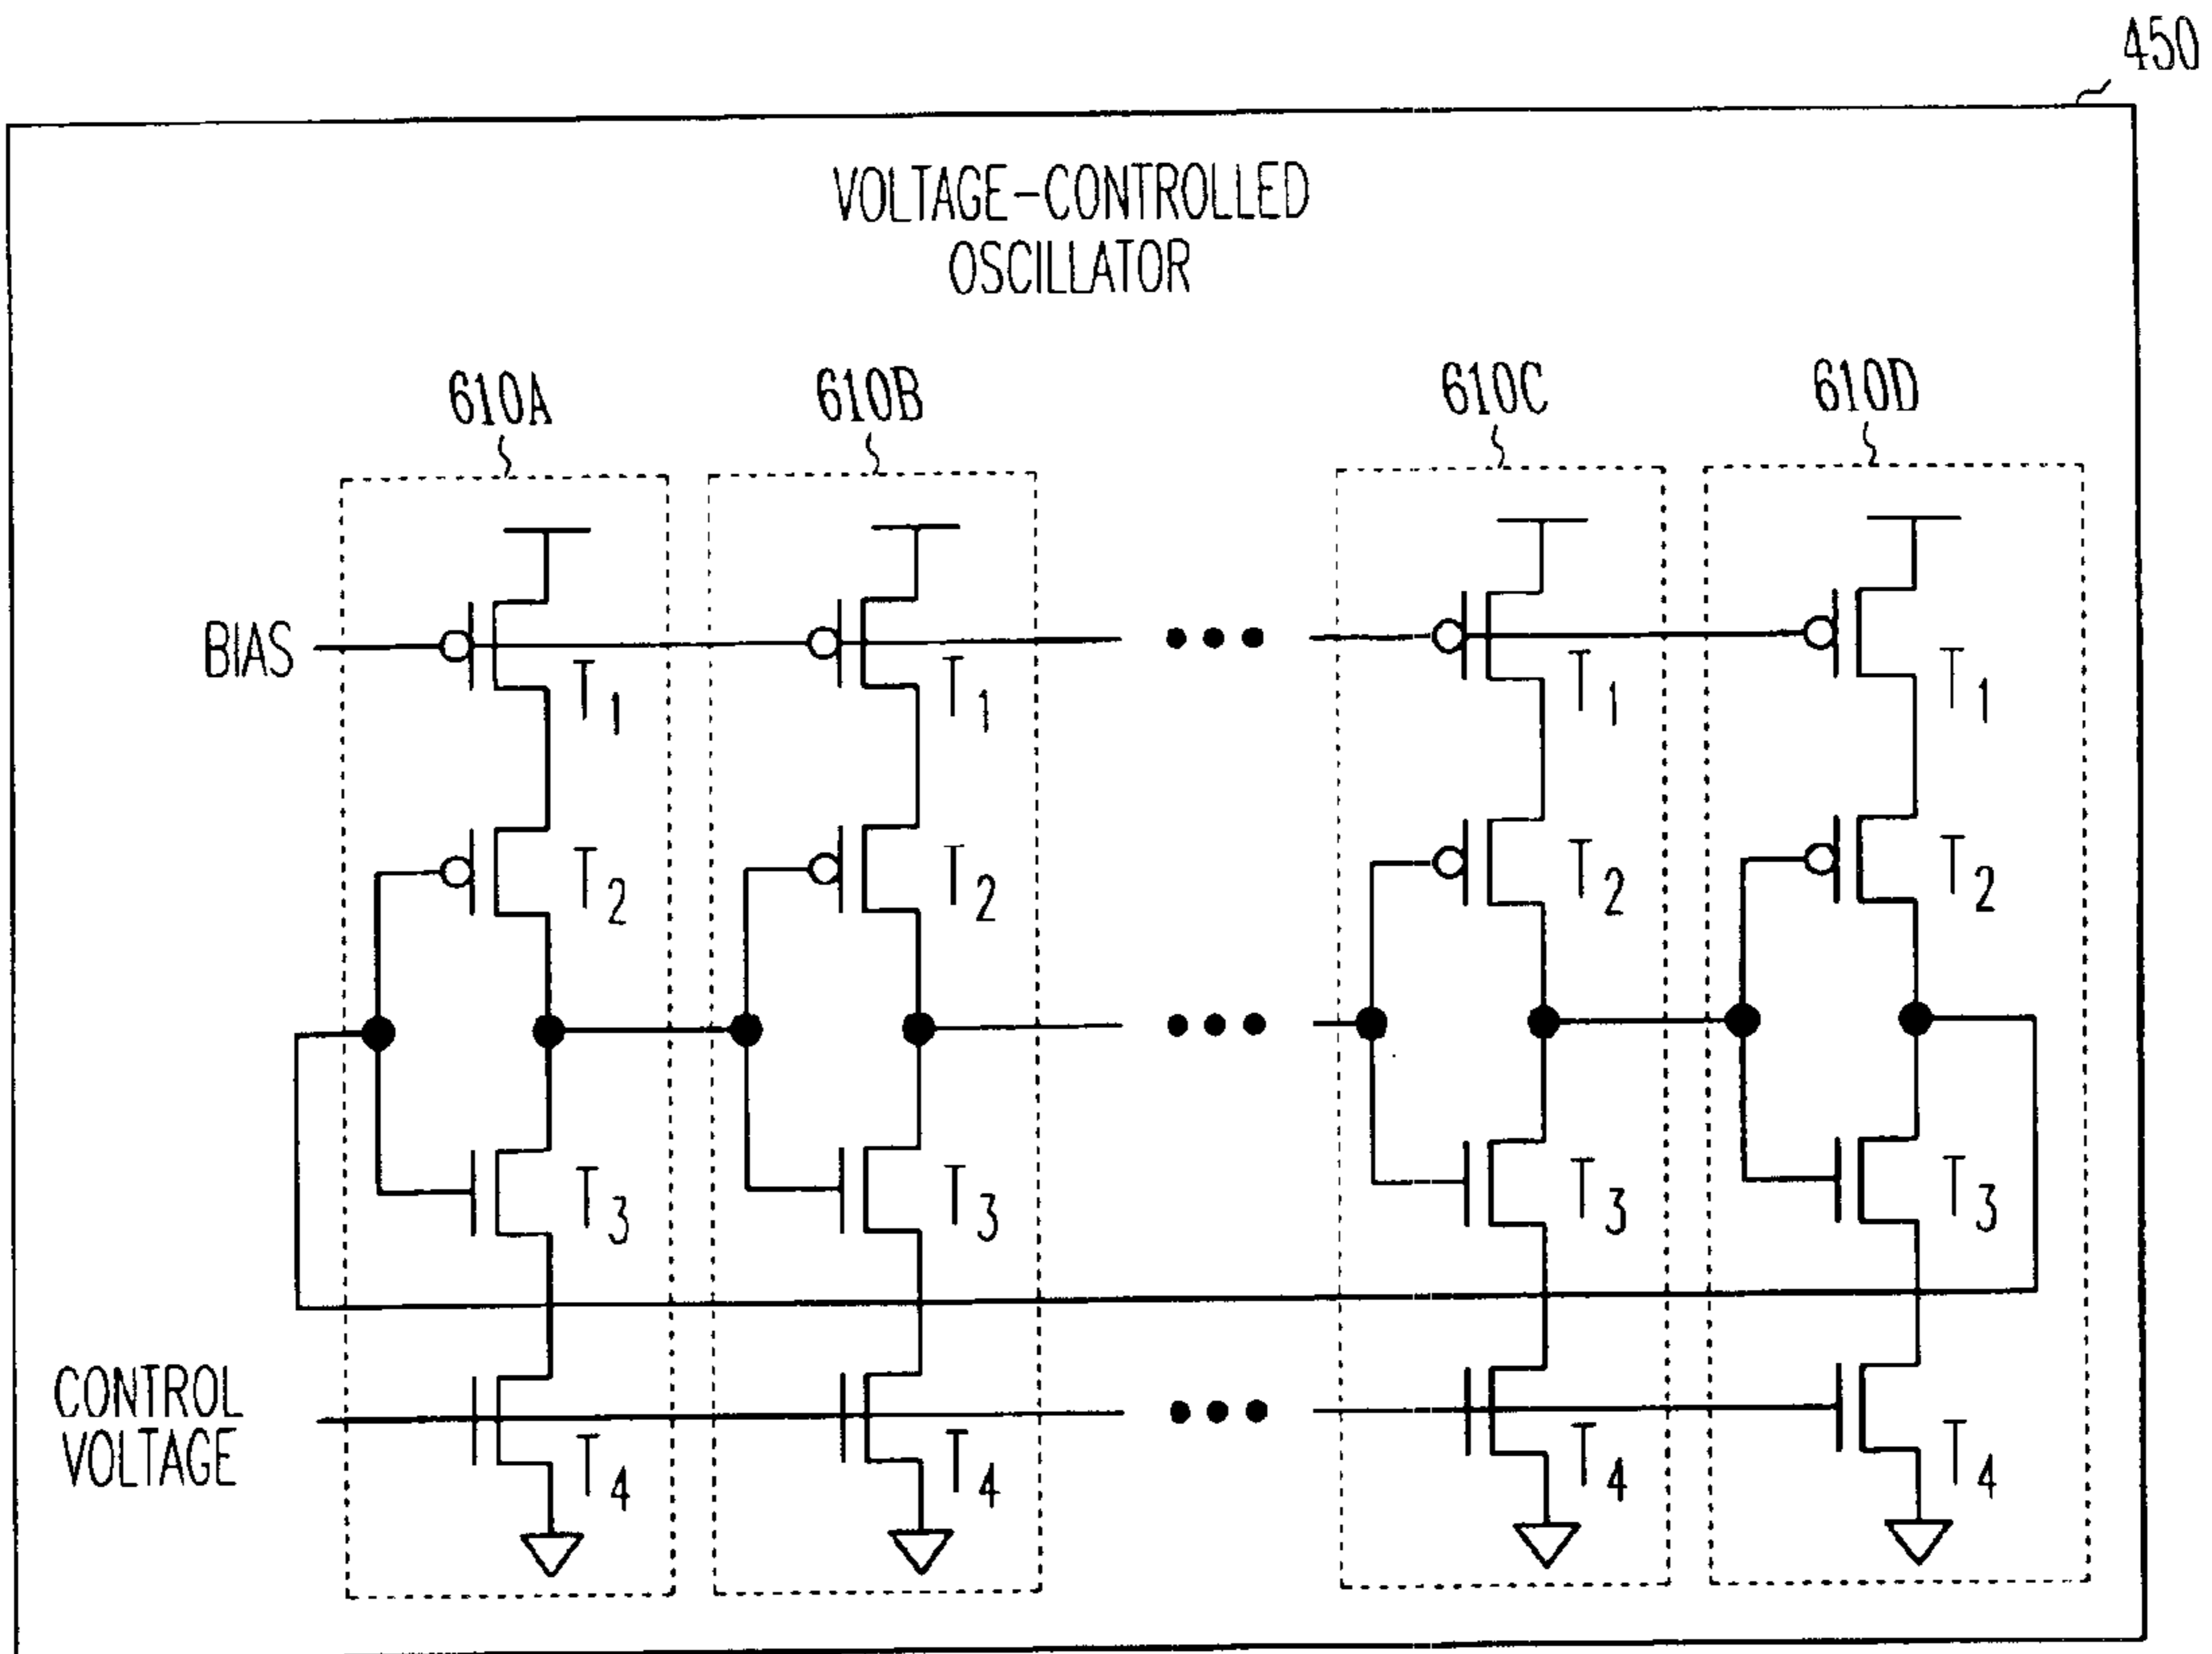 450
VOLTAGE-CONTROLLED
OSCILLATOR
610A
610B
610C
610D
BIAS
T1
T1
T1
T1
T2
T2
T2
T2
T3
T3
T3
T3
CONTROL
VOLTAGE
T4
T4
T4
T4